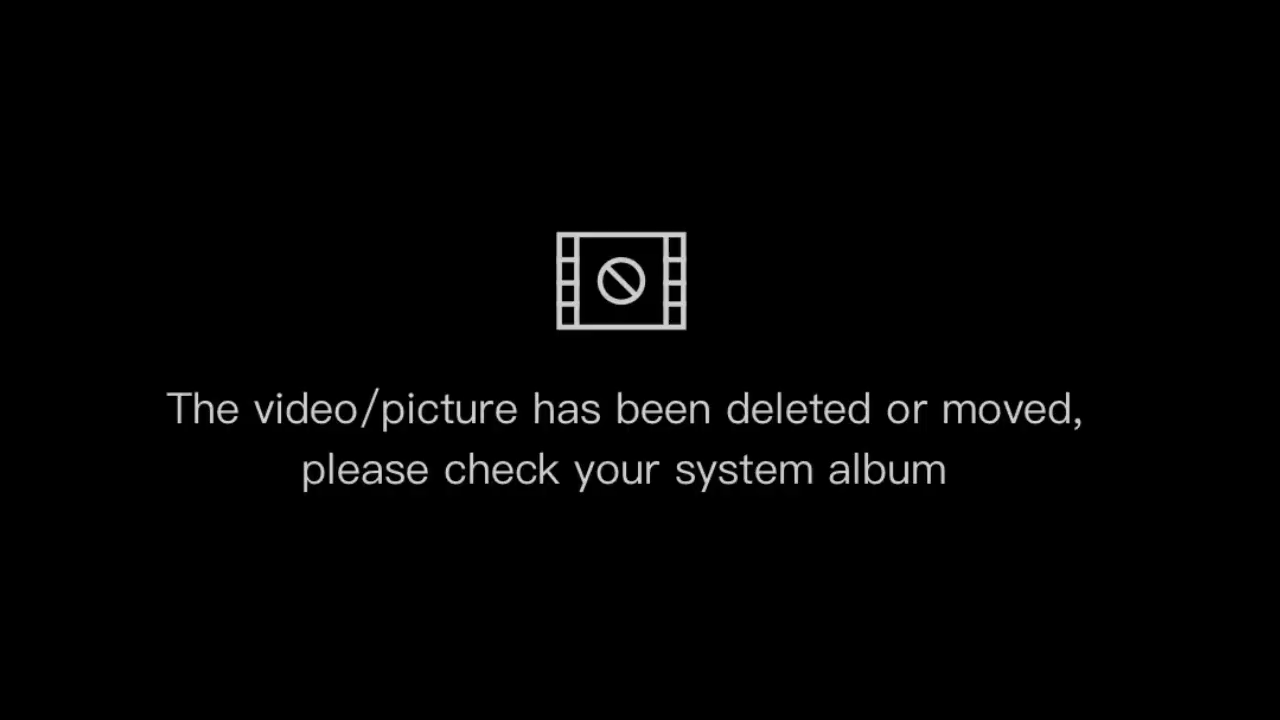 The video/picture has been deleted or moved,
please check your system album